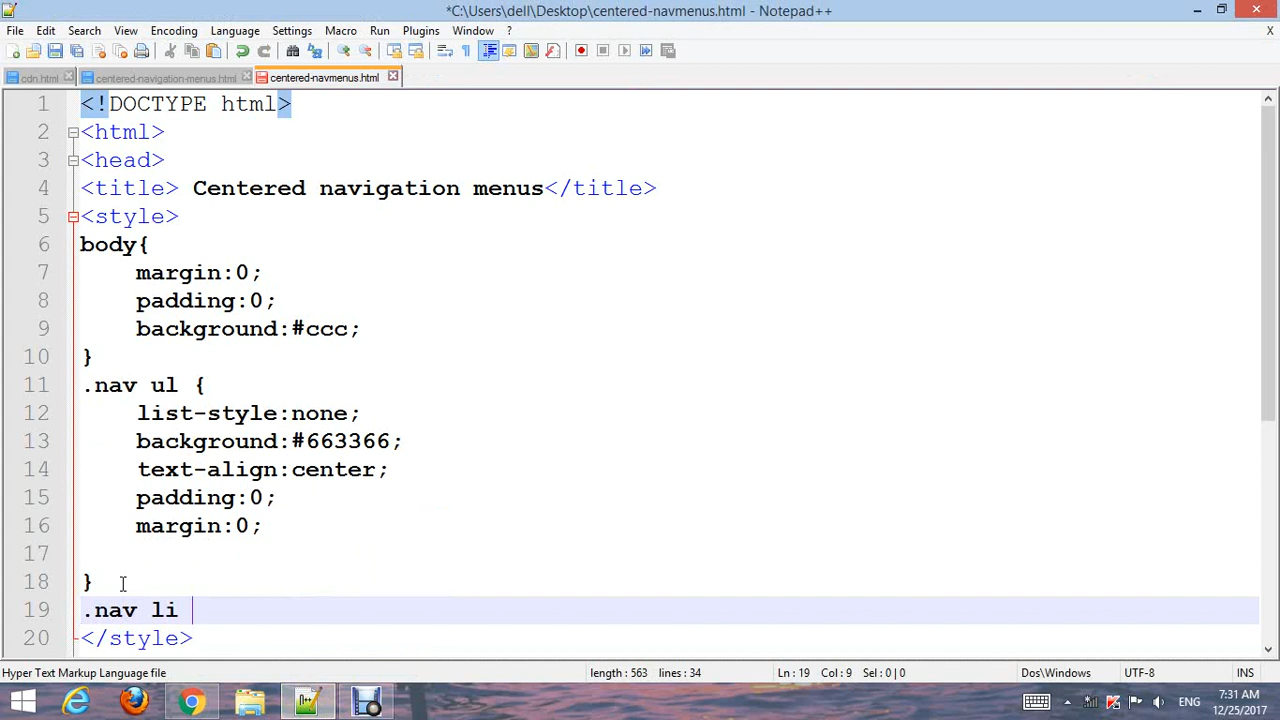 *C:\Users\dell\Desktop\centered-navmenus.html - Notepad++
File Edit Search View Encoding Language Settings Macro Run Plugins Window ? X
cdn.html centered-navigation-menus.html centered-navmenus.html
1 <!DOCTYPE html>
2 <html>
3 <head>
4 <title> Centered navigation menus</title>
5 <style>
6 body{
7 margin:0;
8 padding:0;
9 background:#ccc;
10 }
11 .nav ul {
12 list-style:none;
13 background:#663366;
14 text-align:center;
15 padding:0;
16 margin:0;
17
18 }
19 .nav li
20 </style>
Hyper Text Markup Language file length : 563 lines : 34 Ln : 19 Col : 9 Sel : 0 | 0 Dos\Windows UTF-8 INS
ENG 7:31 AM
12/25/2017